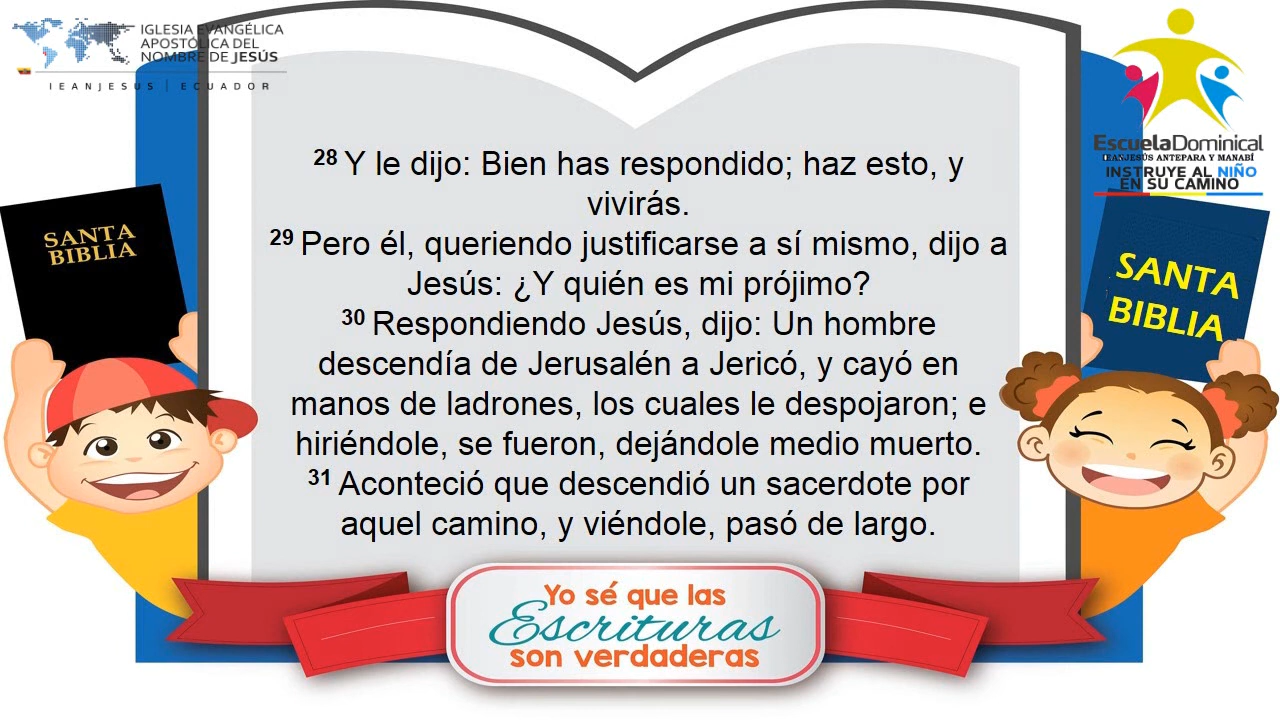 IGLESIA EVANGÉLICA
APOSTÓLICA DEL
NOMBRE DE JESÚS
IEANJESUS | ECUADOR
EscuelaDominical
IEANJESÚS ANTEPARA Y MANABÍ
INSTRUYE AL NIÑO
EN SU CAMINO
SANTA
BIBLIA
SANTA
BIBLIA
28 Y le dijo: Bien has respondido; haz esto, y
vivirás.
29 Pero él, queriendo justificarse a sí mismo, dijo a
Jesús: ¿Y quién es mi prójimo?
30 Respondiendo Jesús, dijo: Un hombre
descendía de Jerusalén a Jericó, y cayó en
manos de ladrones, los cuales le despojaron; e
hiriéndole, se fueron, dejándole medio muerto.
31 Aconteció que descendió un sacerdote por
aquel camino, y viéndole, pasó de largo.
Yo sé que las
Escrituras
son verdaderas